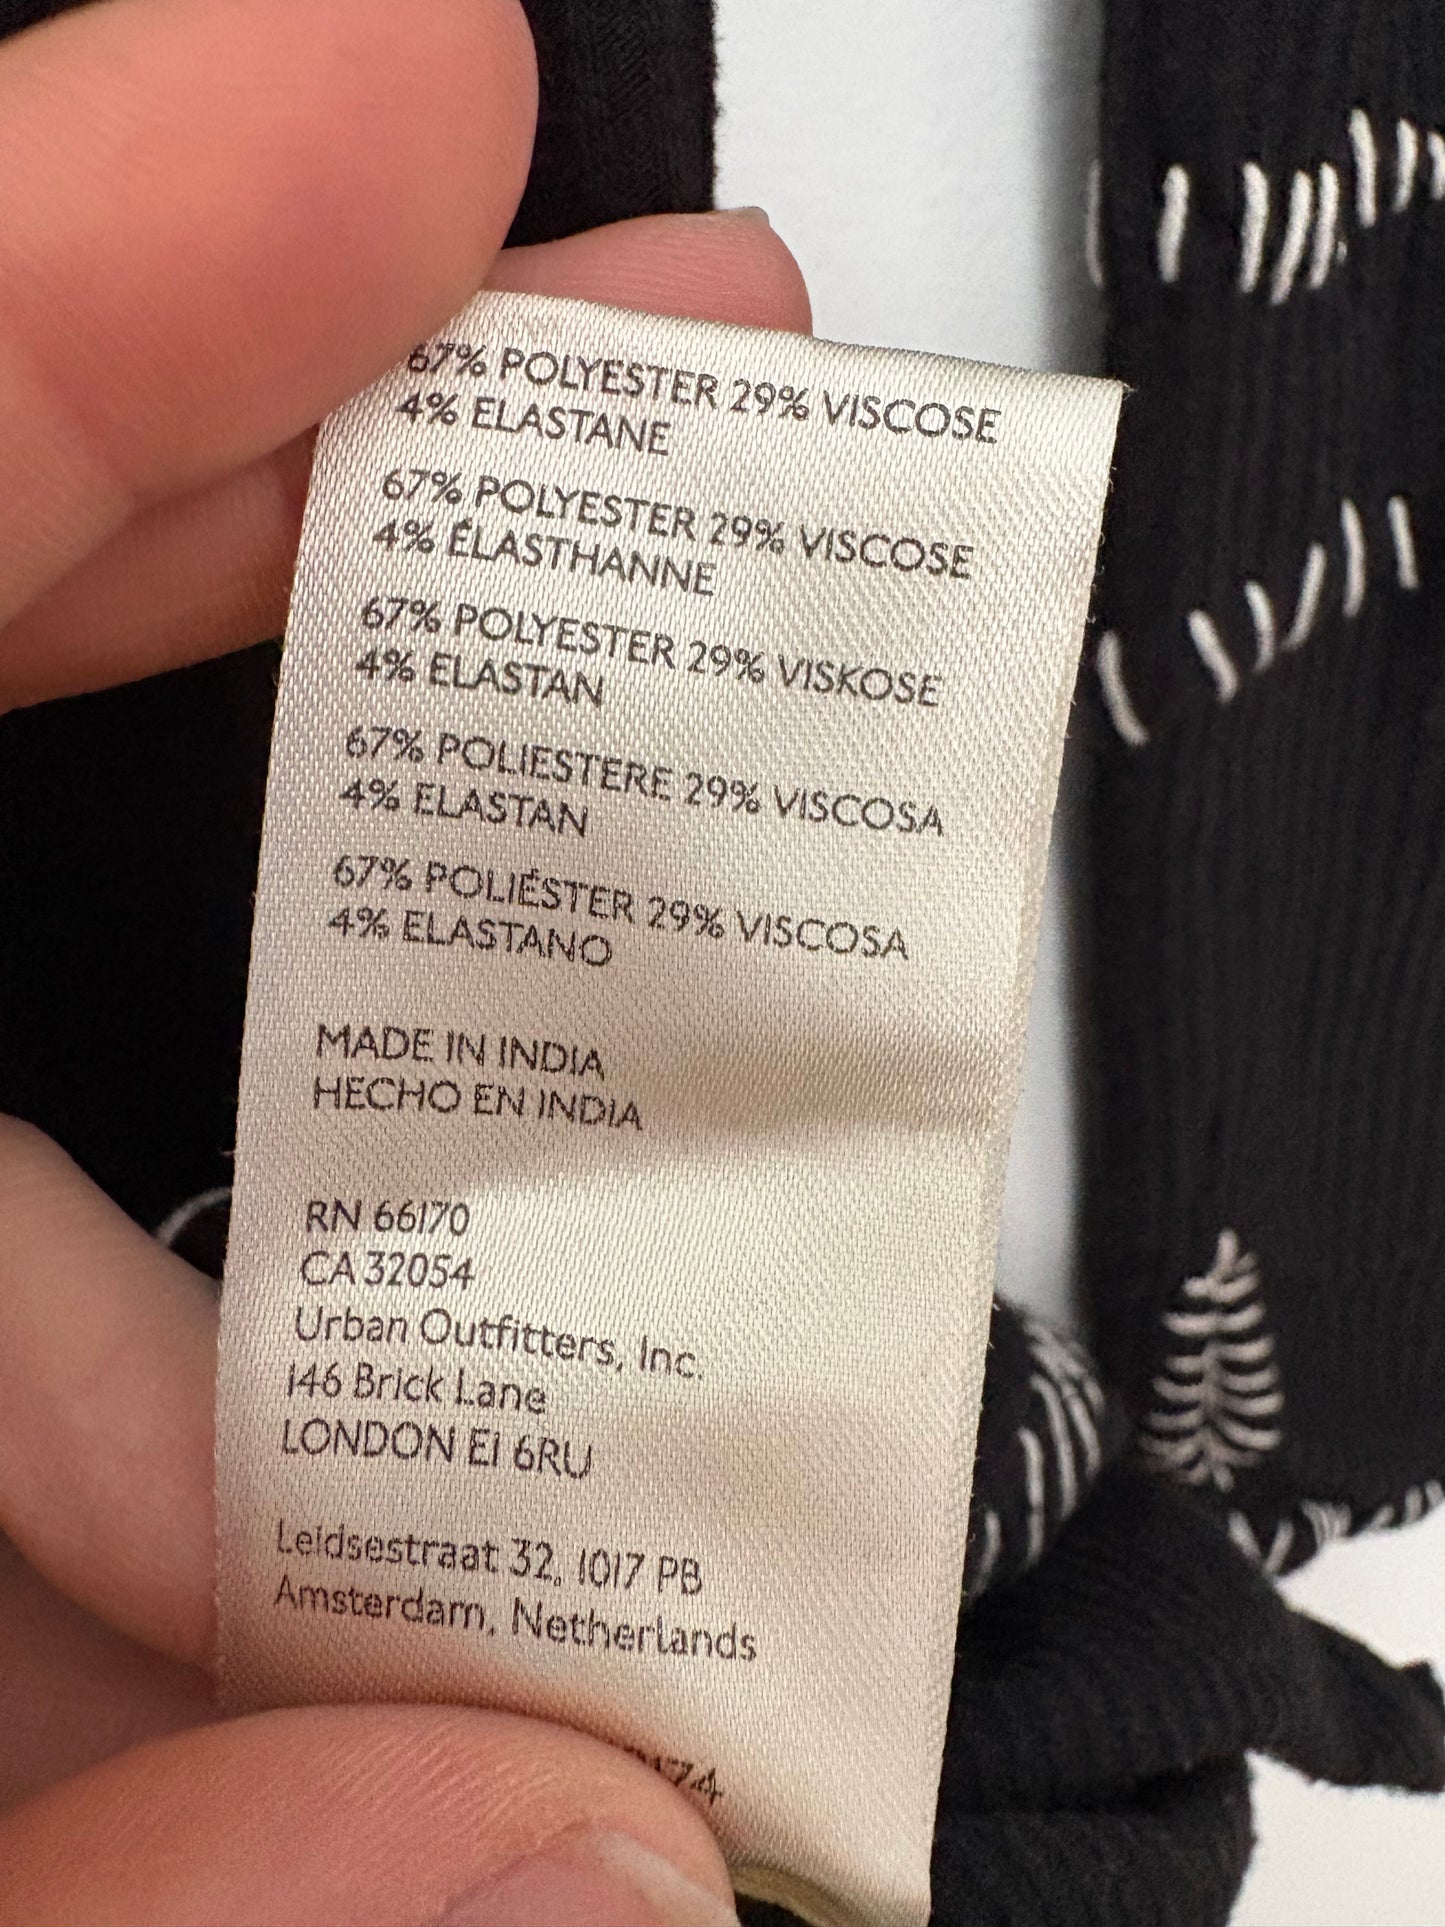 67% POLYESTER 29% VISCOSE
4% ELASTANE
67% POLYESTER 29% VISCOSE
4% ÉLASTHANNE
67% POLYESTER 29% VISKOSE
4% ELASTAN
67% POLIESTERE 29% VISCOSA
4% ELASTAN
67% POLIÉSTER 29% VISCOSA
4% ELASTANO
MADE IN INDIA
HECHO EN INDIA
RN 66170
CA 32054
Urban Outfitters, Inc.
146 Brick Lane
LONDON E1 6RU
Leidsestraat 32, 1017 PB
Amsterdam, Netherlands